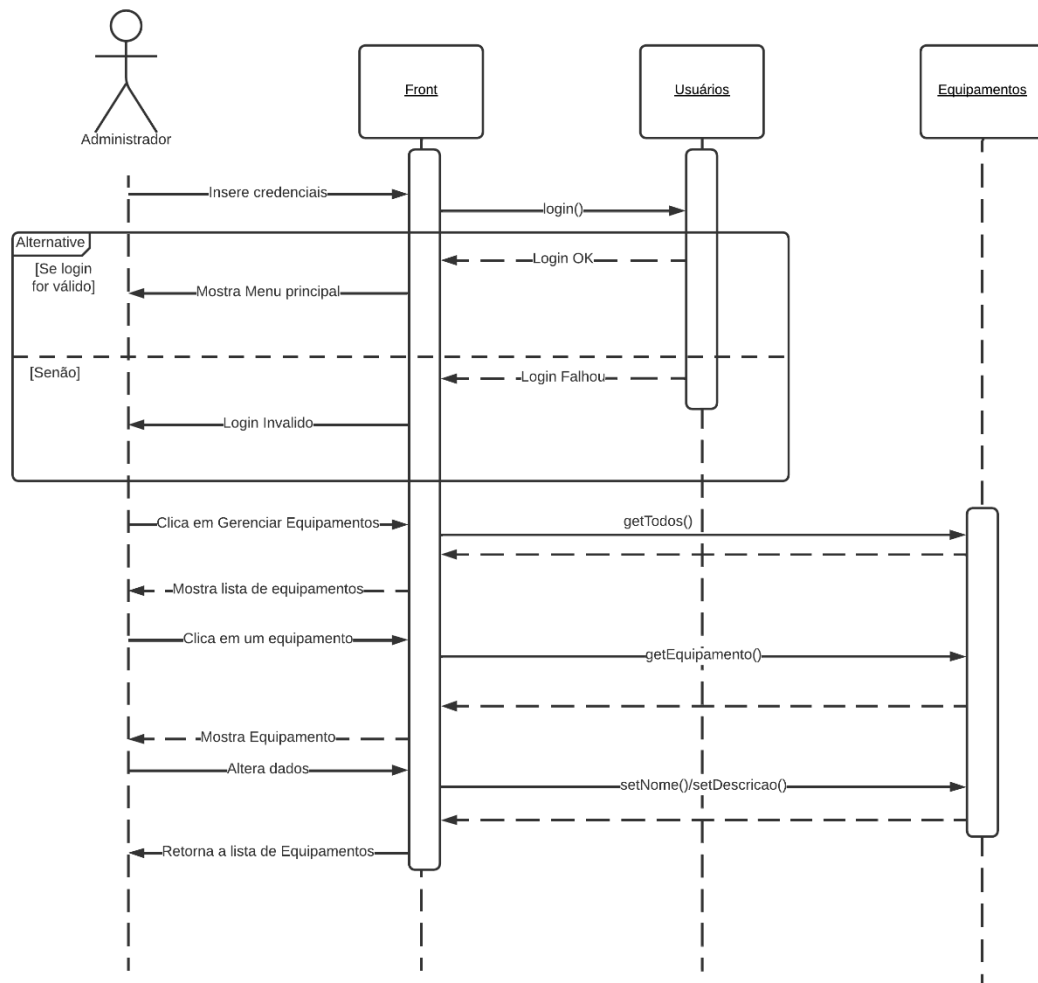 Administrador
Front
Usuários
Equipamentos
Insere credenciais
login()
Alternative
[Se login
for válido]
Login OK
Mostra Menu principal
[Senão]
Login Falhou
Login Invalido
Clica em Gerenciar Equipamentos
getTodos()
Mostra lista de equipamentos
Clica em um equipamento
getEquipamento()
Mostra Equipamento
Altera dados
setNome()/setDescricao()
Retorna a lista de Equipamentos